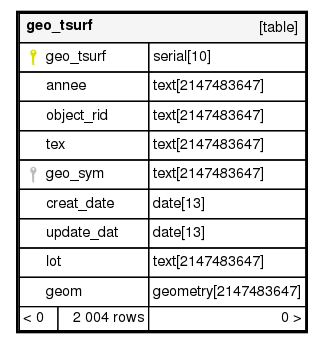 geo_tsurf [table]
geo_tsurf serial[10]
annee text[2147483647]
object_rid text[2147483647]
tex text[2147483647]
geo_sym text[2147483647]
creat_date date[13]
update_dat date[13]
lot text[2147483647]
geom geometry[2147483647]
< 0 2 004 rows 0 >